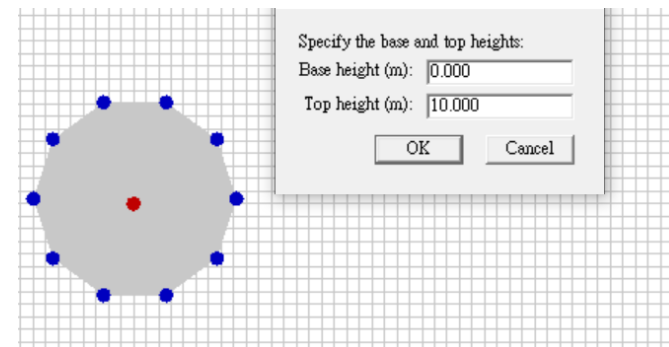 Specify the base and top heights:
Base height (m): 0.000
Top height (m): 10.000
OK Cancel